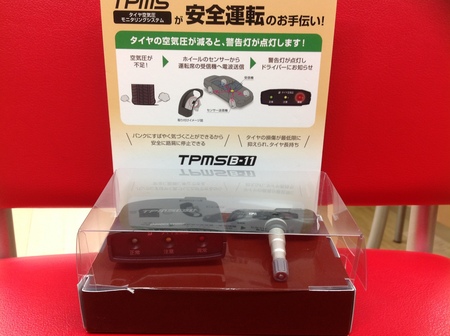 TPMS
タイヤ空気圧
モニタリングシステム
が 安全運転のお手伝い!
タイヤの空気圧が減ると、警告灯が点灯します!
空気圧が
不足!
ホイールのセンサーから
運転席の受信機へ電波送信
警告灯が点灯し
ドライバーにお知らせ
パンクにすばやく気づくことができるから
安全に路肩に停止できる
タイヤの損傷が最低限に
抑えられ、タイヤ長持ち
TPMS B-11